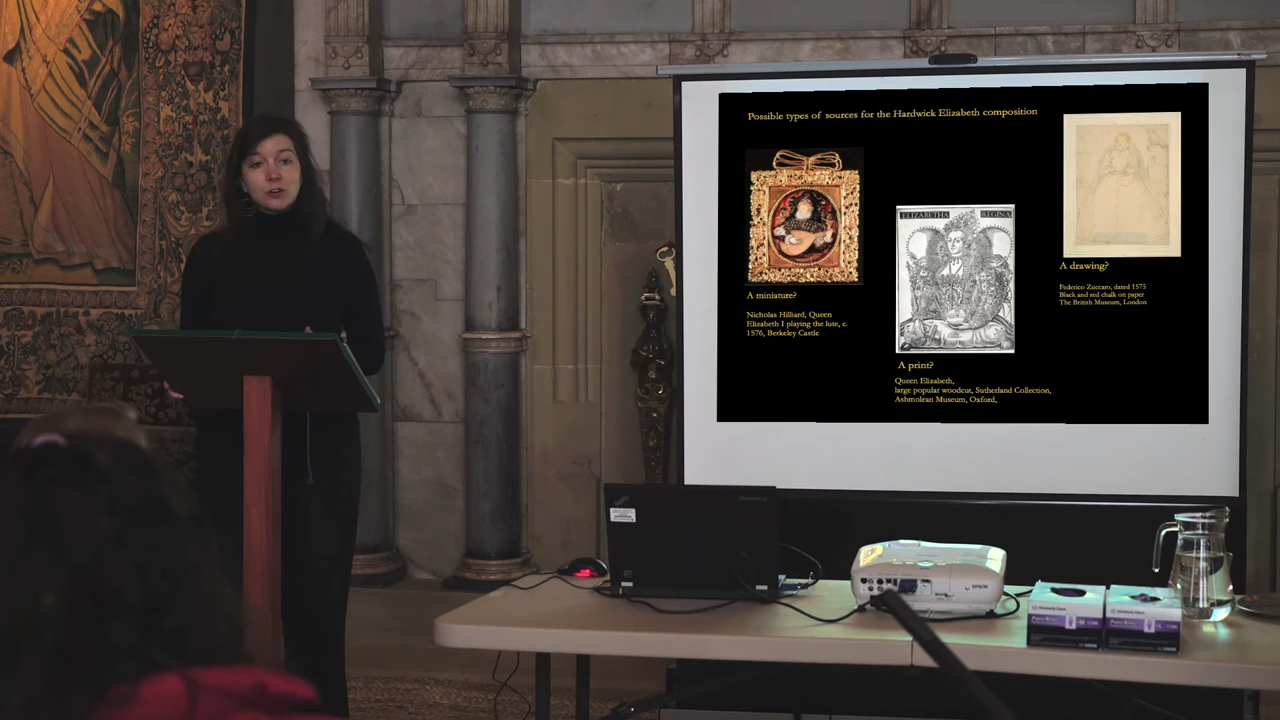 Possible types of sources for the Hardwick Elizabeth composition
ELIZABETHA REGINA
A miniature?
Nicholas Hilliard, Queen
Elizabeth I playing the lute, c.
1576, Berkeley Castle
A print?
Queen Elizabeth,
large popular woodcut, Sutherland Collection,
Ashmolean Museum, Oxford,
A drawing?
Federico Zuccaro, dated 1575
Black and red chalk on paper
The British Museum, London
EPSON